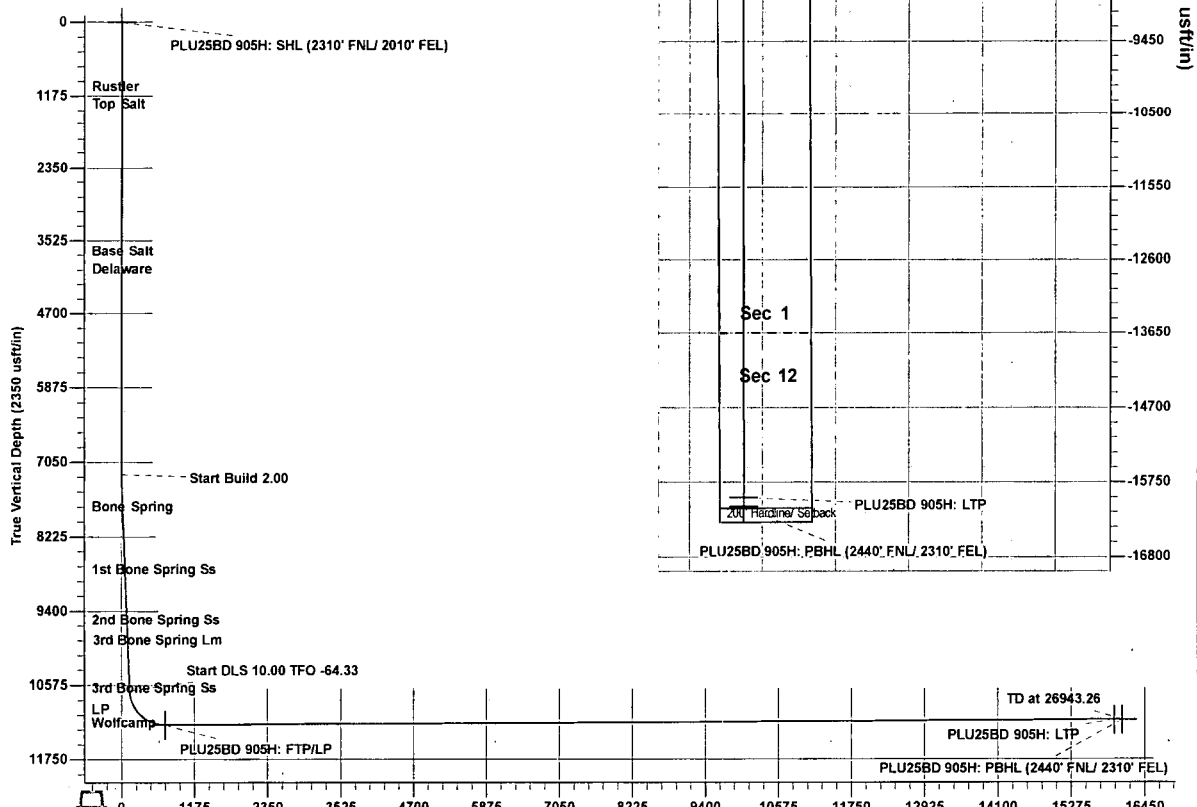 0
PLU25BD 905H: SHL (2310' FNL/ 2010' FEL)
Rustler
1175
Top Salt
2350
3525
Base Salt
Delaware
4700
5875
7050
Start Build 2.00
Bone Spring
8225
1st Bone Spring Ss
9400
2nd Bone Spring Ss
3rd Bone Spring Lm
Start DLS 10.00 TFO -64.33
10575
3rd Bone Spring Ss
LP
Wolfcamp
PLU25BD 905H: FTP/LP
11750
TD at 26943.26
PLU25BD 905H: LTP
PLU25BD 905H: PBHL (2440' FNL/ 2310' FEL)
0 1175 2350 3525 4700 5875 7050 8225 9400 10575 11750 12925 14100 15275 16450
True Vertical Depth (2350 usft/in)
usft/in)
-9450
-10500
-11550
-12600
Sec 1
-13650
Sec 12
-14700
-15750
PLU25BD 905H: LTP
200' Hardline/ Setback
PLU25BD 905H: PBHL (2440' FNL/ 2310' FEL)
-16800